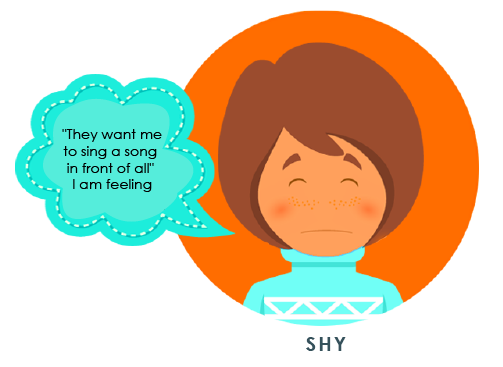 "They want me
to sing a song
in front of all"
I am feeling
SHY